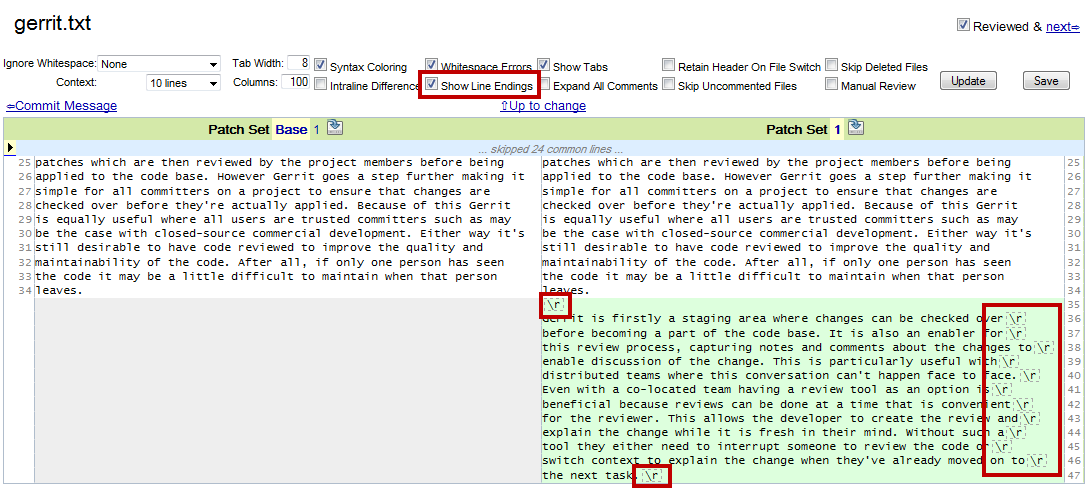 gerrit.txt
Reviewed & next⇨
Ignore Whitespace: None Tab Width: 8 Syntax Coloring Whitespace Errors Show Tabs Retain Header On File Switch Skip Deleted Files
Context: 10 lines Columns: 100 Intraline Difference Show Line Endings Expand All Comments Skip Uncommented Files Manual Review Update Save
⇦Commit Message ⇧Up to change
Patch Set Base 1 Patch Set 1
... skipped 24 common lines ...
25 patches which are then reviewed by the project members before being patches which are then reviewed by the project members before being 25
26 applied to the code base. However Gerrit goes a step further making it applied to the code base. However Gerrit goes a step further making it 26
27 simple for all committers on a project to ensure that changes are simple for all committers on a project to ensure that changes are 27
28 checked over before they're actually applied. Because of this Gerrit checked over before they're actually applied. Because of this Gerrit 28
29 is equally useful where all users are trusted committers such as may is equally useful where all users are trusted committers such as may 29
30 be the case with closed-source commercial development. Either way it's be the case with closed-source commercial development. Either way it's 30
31 still desirable to have code reviewed to improve the quality and still desirable to have code reviewed to improve the quality and 31
32 maintainability of the code. After all, if only one person has seen maintainability of the code. After all, if only one person has seen 32
33 the code it may be a little difficult to maintain when that person the code it may be a little difficult to maintain when that person 33
34 leaves. leaves. 34
\r 35
Gerrit is firstly a staging area where changes can be checked over \r 36
before becoming a part of the code base. It is also an enabler for \r 37
this review process, capturing notes and comments about the changes to \r 38
enable discussion of the change. This is particularly useful with \r 39
distributed teams where this conversation can't happen face to face. \r 40
Even with a co-located team having a review tool as an option is \r 41
beneficial because reviews can be done at a time that is convenient \r 42
for the reviewer. This allows the developer to create the review and \r 43
explain the change while it is fresh in their mind. Without such a \r 44
tool they either need to interrupt someone to review the code or \r 45
switch context to explain the change when they've already moved on to \r 46
the next task. \r 47